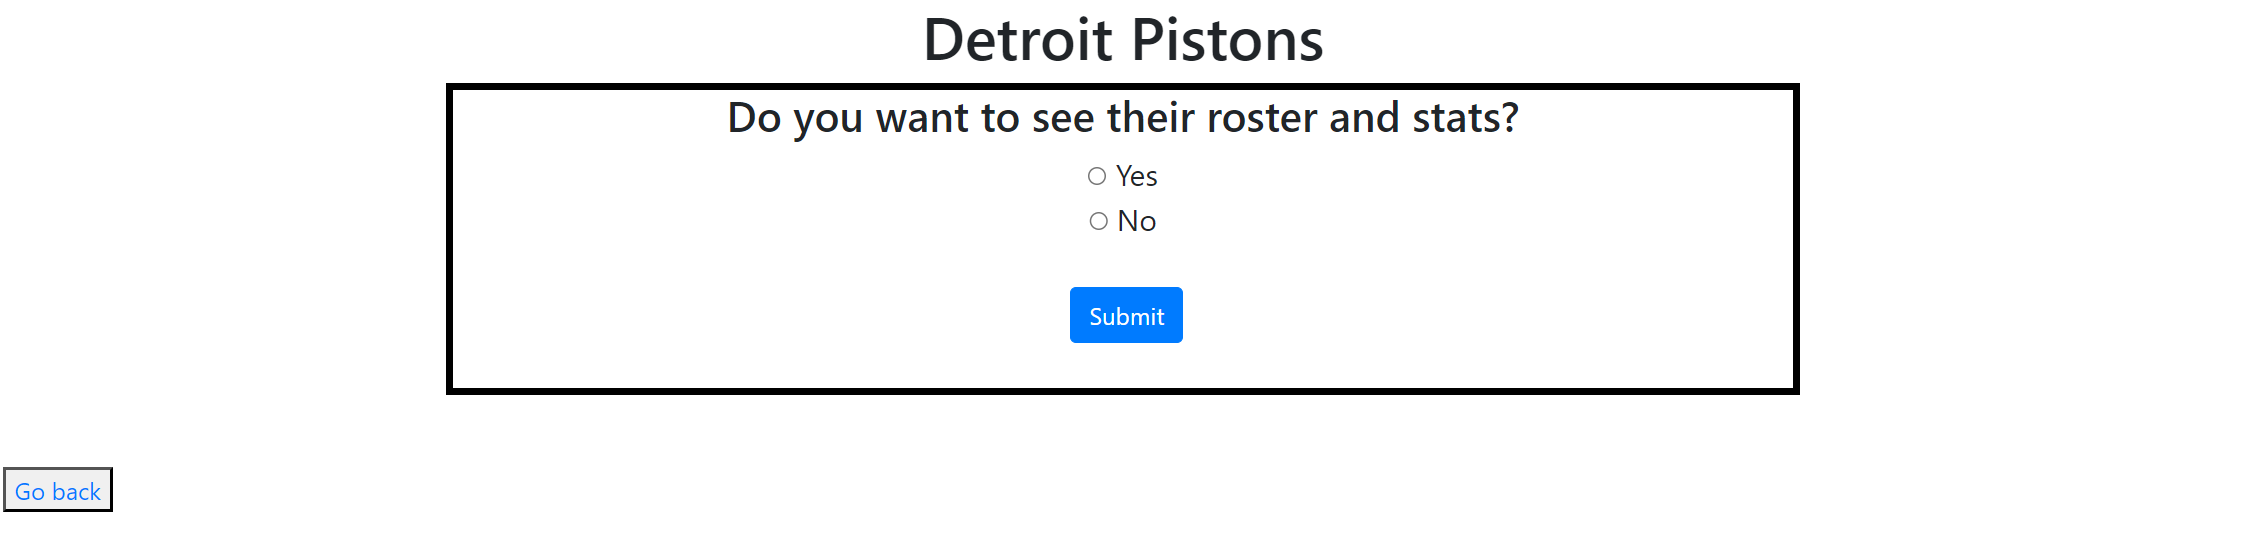 Detroit Pistons
Do you want to see their roster and stats?
Yes
No
Submit
Go back